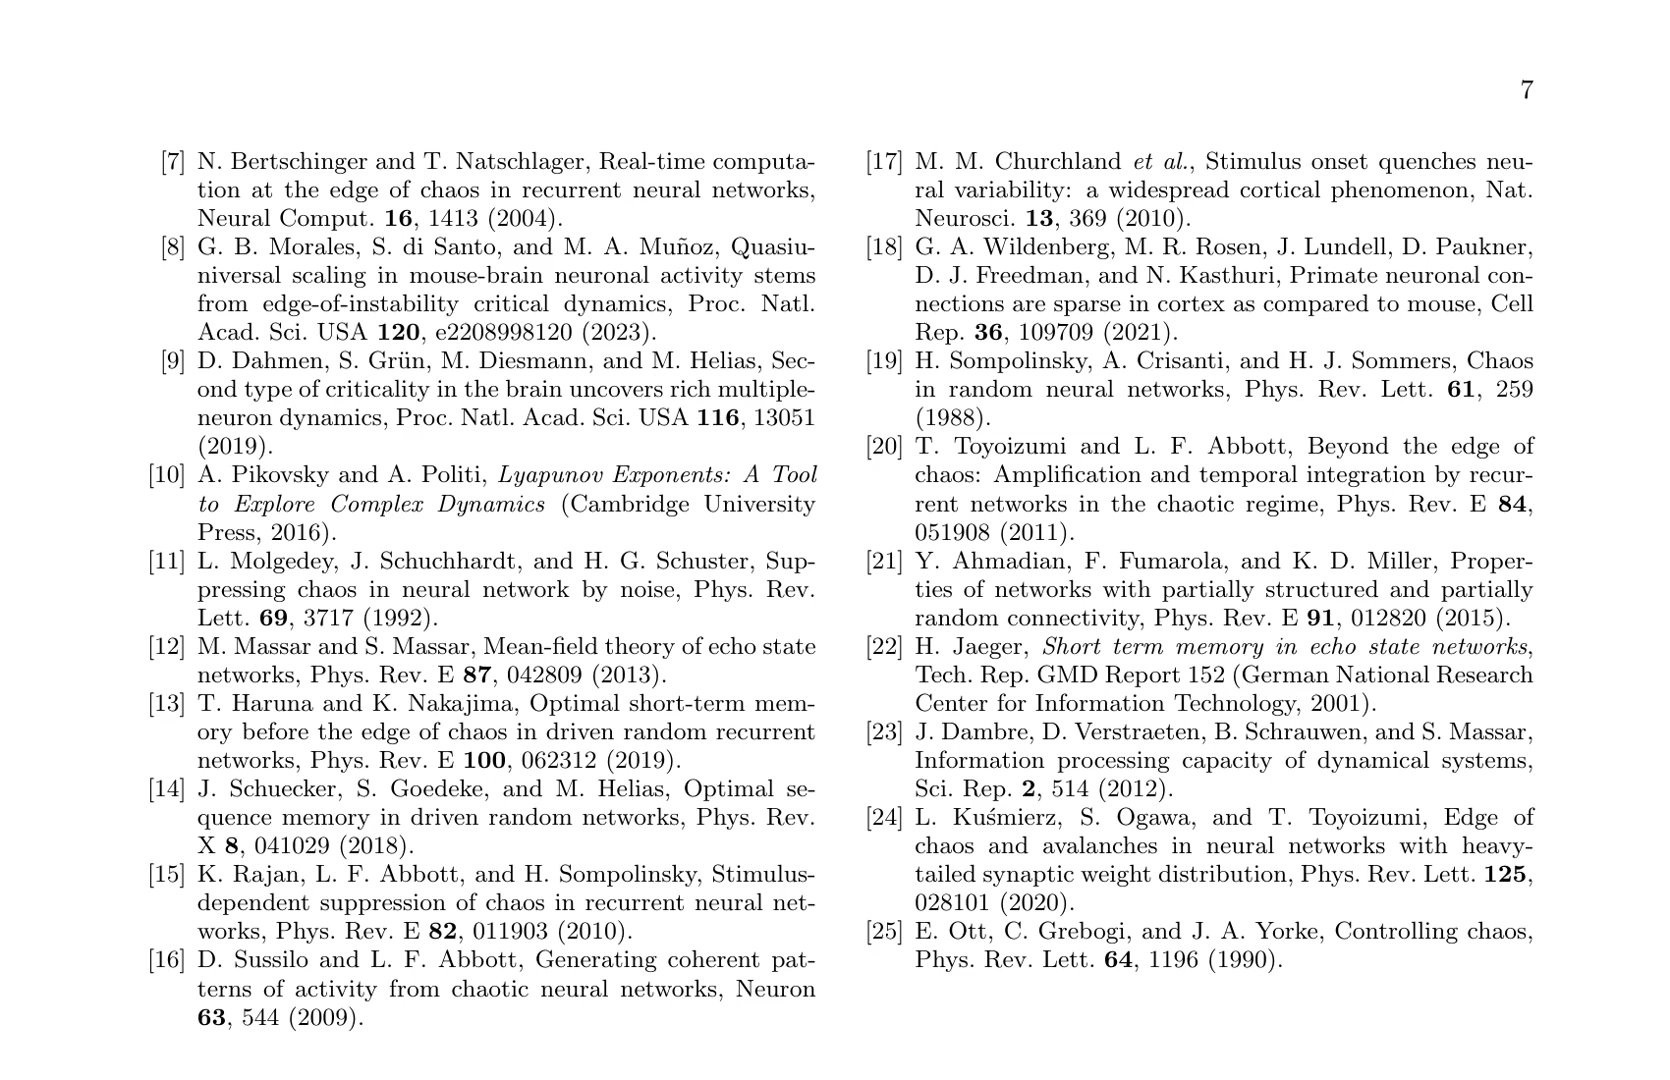 7
[7] N. Bertschinger and T. Natschlager, Real-time computa-
tion at the edge of chaos in recurrent neural networks,
Neural Comput. 16, 1413 (2004).
[8] G. B. Morales, S. di Santo, and M. A. Muñoz, Quasiu-
niversal scaling in mouse-brain neuronal activity stems
from edge-of-instability critical dynamics, Proc. Natl.
Acad. Sci. USA 120, e2208998120 (2023).
[9] D. Dahmen, S. Grün, M. Diesmann, and M. Helias, Sec-
ond type of criticality in the brain uncovers rich multiple-
neuron dynamics, Proc. Natl. Acad. Sci. USA 116, 13051
(2019).
[10] A. Pikovsky and A. Politi, Lyapunov Exponents: A Tool
to Explore Complex Dynamics (Cambridge University
Press, 2016).
[11] L. Molgedey, J. Schuchhardt, and H. G. Schuster, Sup-
pressing chaos in neural network by noise, Phys. Rev.
Lett. 69, 3717 (1992).
[12] M. Massar and S. Massar, Mean-field theory of echo state
networks, Phys. Rev. E 87, 042809 (2013).
[13] T. Haruna and K. Nakajima, Optimal short-term mem-
ory before the edge of chaos in driven random recurrent
networks, Phys. Rev. E 100, 062312 (2019).
[14] J. Schuecker, S. Goedeke, and M. Helias, Optimal se-
quence memory in driven random networks, Phys. Rev.
X 8, 041029 (2018).
[15] K. Rajan, L. F. Abbott, and H. Sompolinsky, Stimulus-
dependent suppression of chaos in recurrent neural net-
works, Phys. Rev. E 82, 011903 (2010).
[16] D. Sussilo and L. F. Abbott, Generating coherent pat-
terns of activity from chaotic neural networks, Neuron
63, 544 (2009).
[17] M. M. Churchland et al., Stimulus onset quenches neu-
ral variability: a widespread cortical phenomenon, Nat.
Neurosci. 13, 369 (2010).
[18] G. A. Wildenberg, M. R. Rosen, J. Lundell, D. Paukner,
D. J. Freedman, and N. Kasthuri, Primate neuronal con-
nections are sparse in cortex as compared to mouse, Cell
Rep. 36, 109709 (2021).
[19] H. Sompolinsky, A. Crisanti, and H. J. Sommers, Chaos
in random neural networks, Phys. Rev. Lett. 61, 259
(1988).
[20] T. Toyoizumi and L. F. Abbott, Beyond the edge of
chaos: Amplification and temporal integration by recur-
rent networks in the chaotic regime, Phys. Rev. E 84,
051908 (2011).
[21] Y. Ahmadian, F. Fumarola, and K. D. Miller, Proper-
ties of networks with partially structured and partially
random connectivity, Phys. Rev. E 91, 012820 (2015).
[22] H. Jaeger, Short term memory in echo state networks,
Tech. Rep. GMD Report 152 (German National Research
Center for Information Technology, 2001).
[23] J. Dambre, D. Verstraeten, B. Schrauwen, and S. Massar,
Information processing capacity of dynamical systems,
Sci. Rep. 2, 514 (2012).
[24] L. Kuśmierz, S. Ogawa, and T. Toyoizumi, Edge of
chaos and avalanches in neural networks with heavy-
tailed synaptic weight distribution, Phys. Rev. Lett. 125,
028101 (2020).
[25] E. Ott, C. Grebogi, and J. A. Yorke, Controlling chaos,
Phys. Rev. Lett. 64, 1196 (1990).